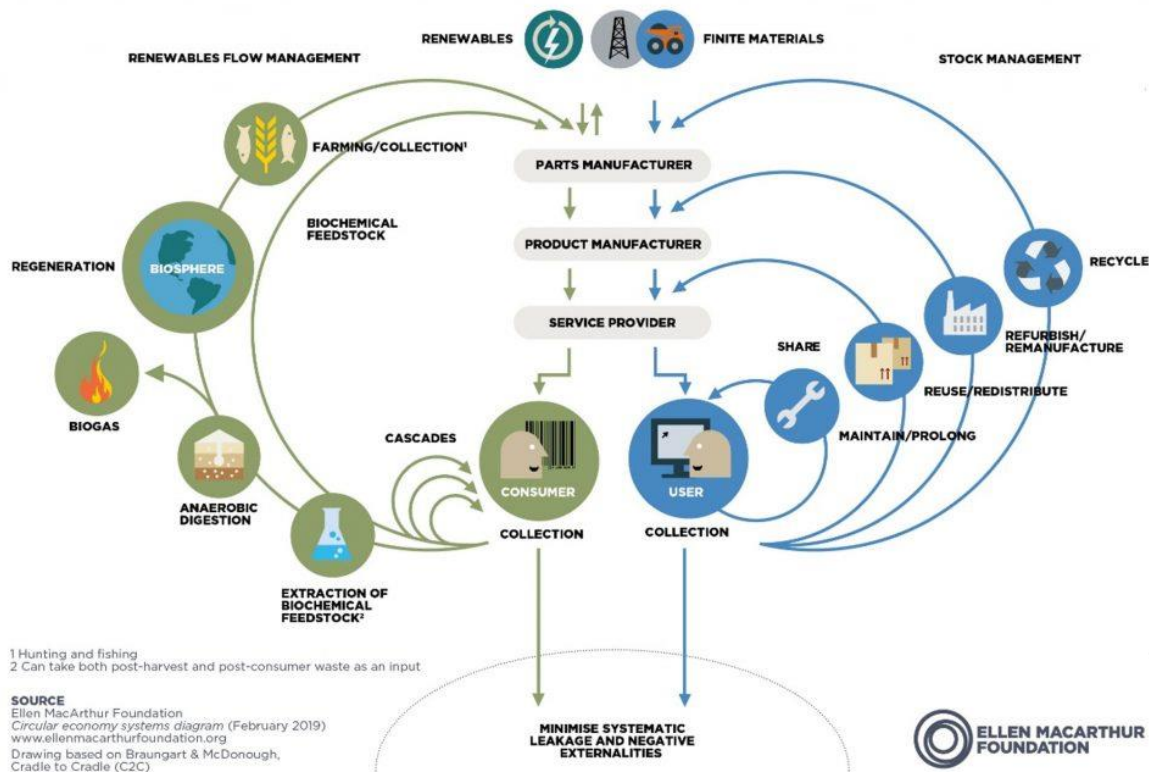 RENEWABLES
FINITE MATERIALS
RENEWABLES FLOW MANAGEMENT
STOCK MANAGEMENT
FARMING/COLLECTION¹
PARTS MANUFACTURER
BIOCHEMICAL
FEEDSTOCK
PRODUCT MANUFACTURER
REGENERATION
BIOSPHERE
RECYCLE
SERVICE PROVIDER
SHARE
REFURBISH/
REMANUFACTURE
REUSE/REDISTRIBUTE
BIOGAS
CASCADES
MAINTAIN/PROLONG
CONSUMER
USER
ANAEROBIC
DIGESTION
COLLECTION
COLLECTION
EXTRACTION OF
BIOCHEMICAL
FEEDSTOCK²
1 Hunting and fishing
2 Can take both post-harvest and post-consumer waste as an input
SOURCE
Ellen MacArthur Foundation
Circular economy systems diagram (February 2019)
www.ellenmacarthurfoundation.org
Drawing based on Braungart & McDonough,
Cradle to Cradle (C2C)
MINIMISE SYSTEMATIC
LEAKAGE AND NEGATIVE
EXTERNALITIES
ELLEN MACARTHUR
FOUNDATION